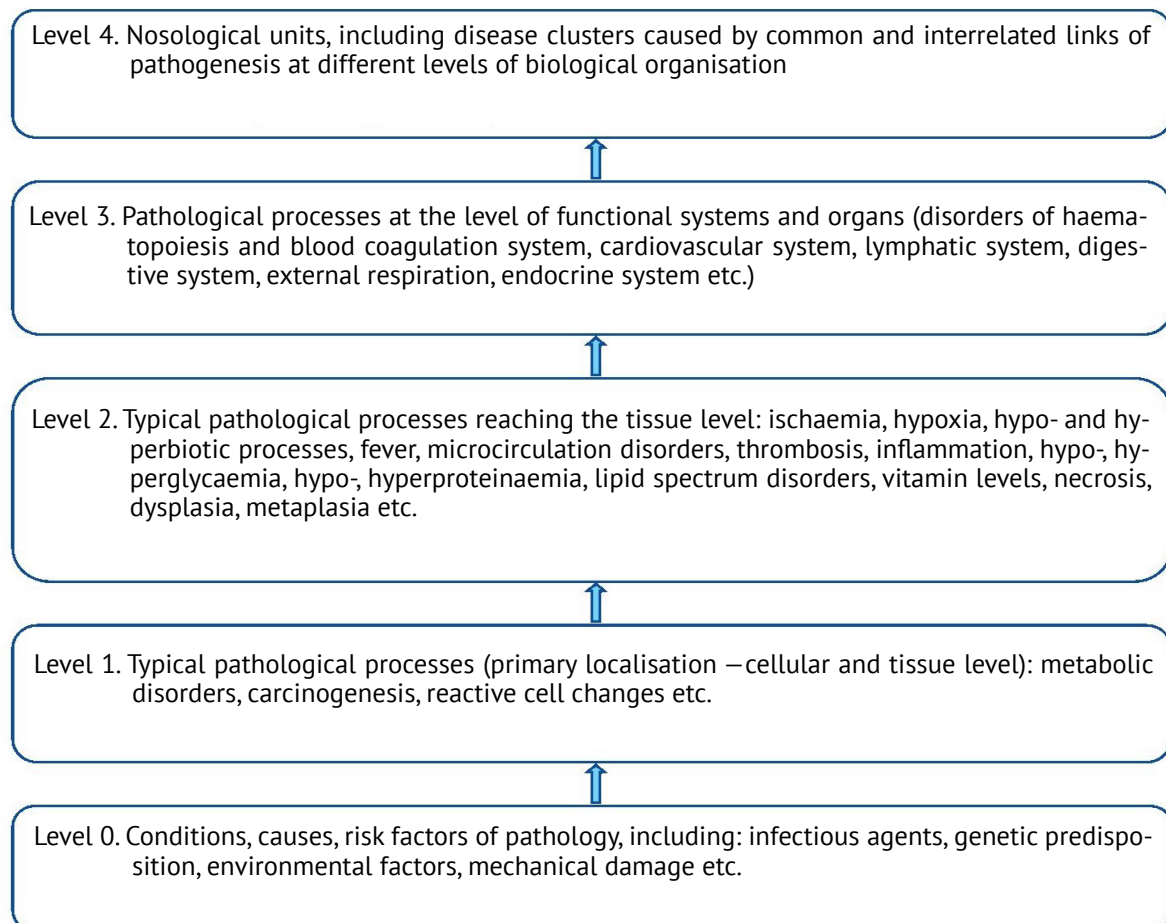 Level 4. Nosological units, including disease clusters caused by common and interrelated links of
pathogenesis at different levels of biological organisation
Level 3. Pathological processes at the level of functional systems and organs (disorders of haema-
topoiesis and blood coagulation system, cardiovascular system, lymphatic system, diges-
tive system, external respiration, endocrine system etc.)
Level 2. Typical pathological processes reaching the tissue level: ischaemia, hypoxia, hypo- and hy-
perbiotic processes, fever, microcirculation disorders, thrombosis, inflammation, hypo-, hy-
perglycaemia, hypo-, hyperproteinaemia, lipid spectrum disorders, vitamin levels, necrosis,
dysplasia, metaplasia etc.
Level 1. Typical pathological processes (primary localisation —cellular and tissue level): metabolic
disorders, carcinogenesis, reactive cell changes etc.
Level 0. Conditions, causes, risk factors of pathology, including: infectious agents, genetic predispo-
sition, environmental factors, mechanical damage etc.